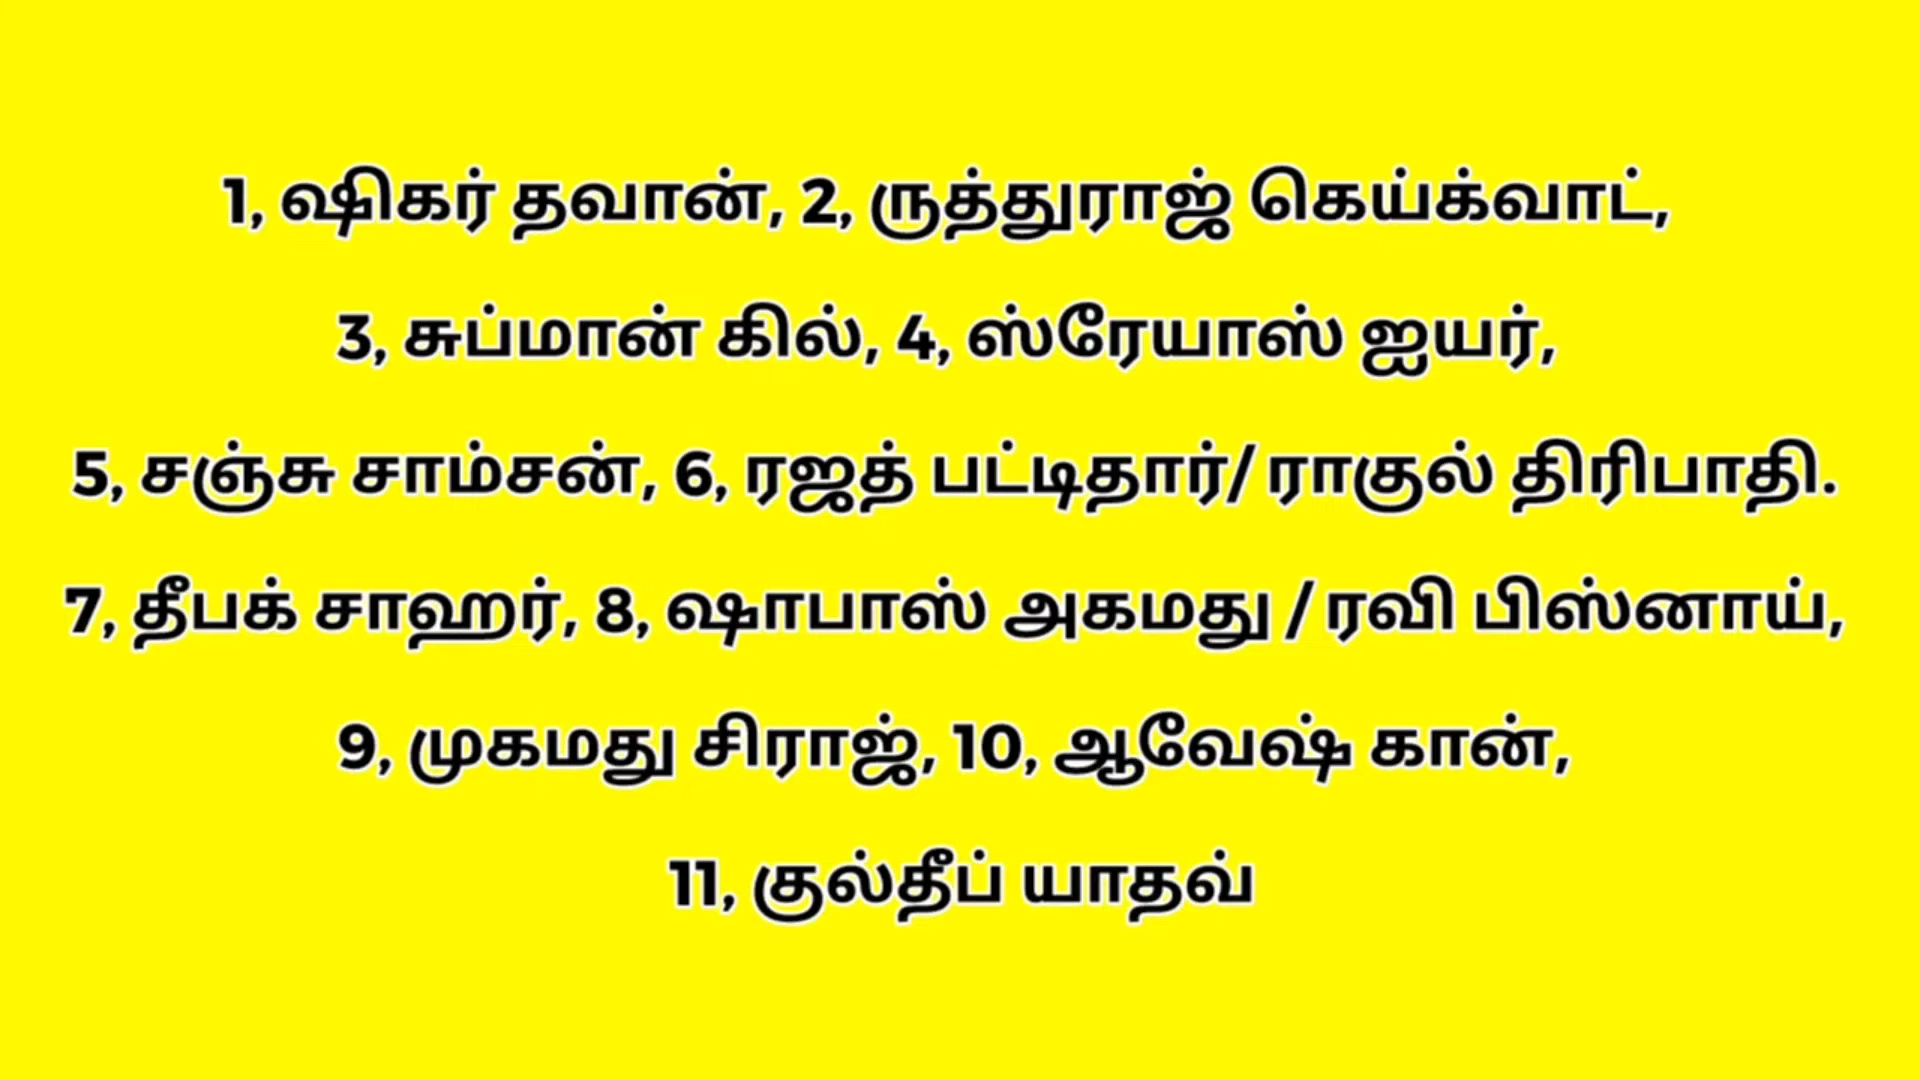 1, ஷிகர் தவான், 2, ருத்துராஜ் கெய்க்வாட்,
3, சுப்மான் கில், 4, ஸ்ரேயாஸ் ஐயர்,
5, சஞ்சு சாம்சன், 6, ரஜத் பட்டிதார்/ ராகுல் திரிபாதி.
7, தீபக் சாஹர், 8, ஷாபாஸ் அகமது / ரவி பிஸ்னாய்,
9, முகமது சிராஜ், 10, ஆவேஷ் கான்,
11, குல்தீப் யாதவ்